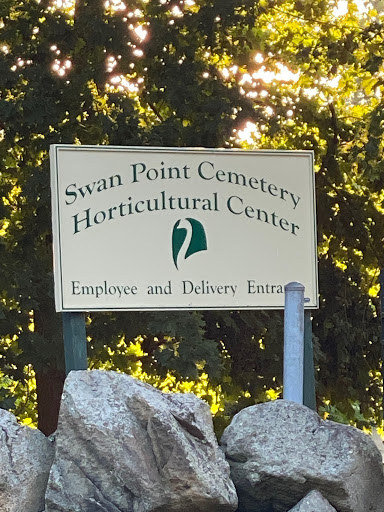 Swan Point Cemetery
Horticultural Center
Employee and Delivery